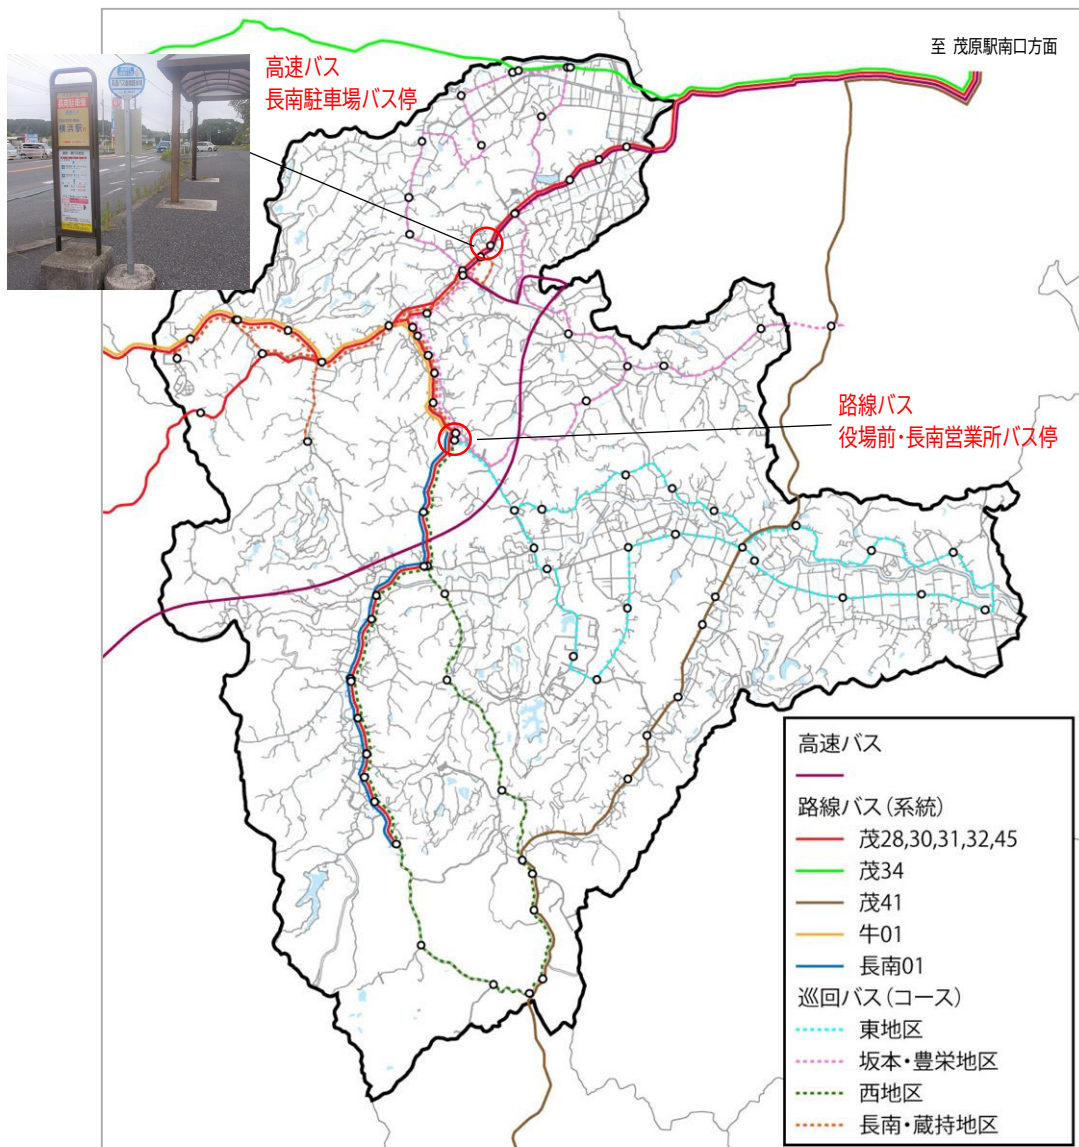 至 茂原駅南口方面
高速バス
長南駐車場バス停
横浜駅
路線バス
役場前・長南営業所バス停
高速バス
路線バス(系統)
茂28,30,31,32,45
茂34
茂41
牛01
長南01
巡回バス(コース)
東地区
坂本・豊栄地区
西地区
長南・蔵持地区